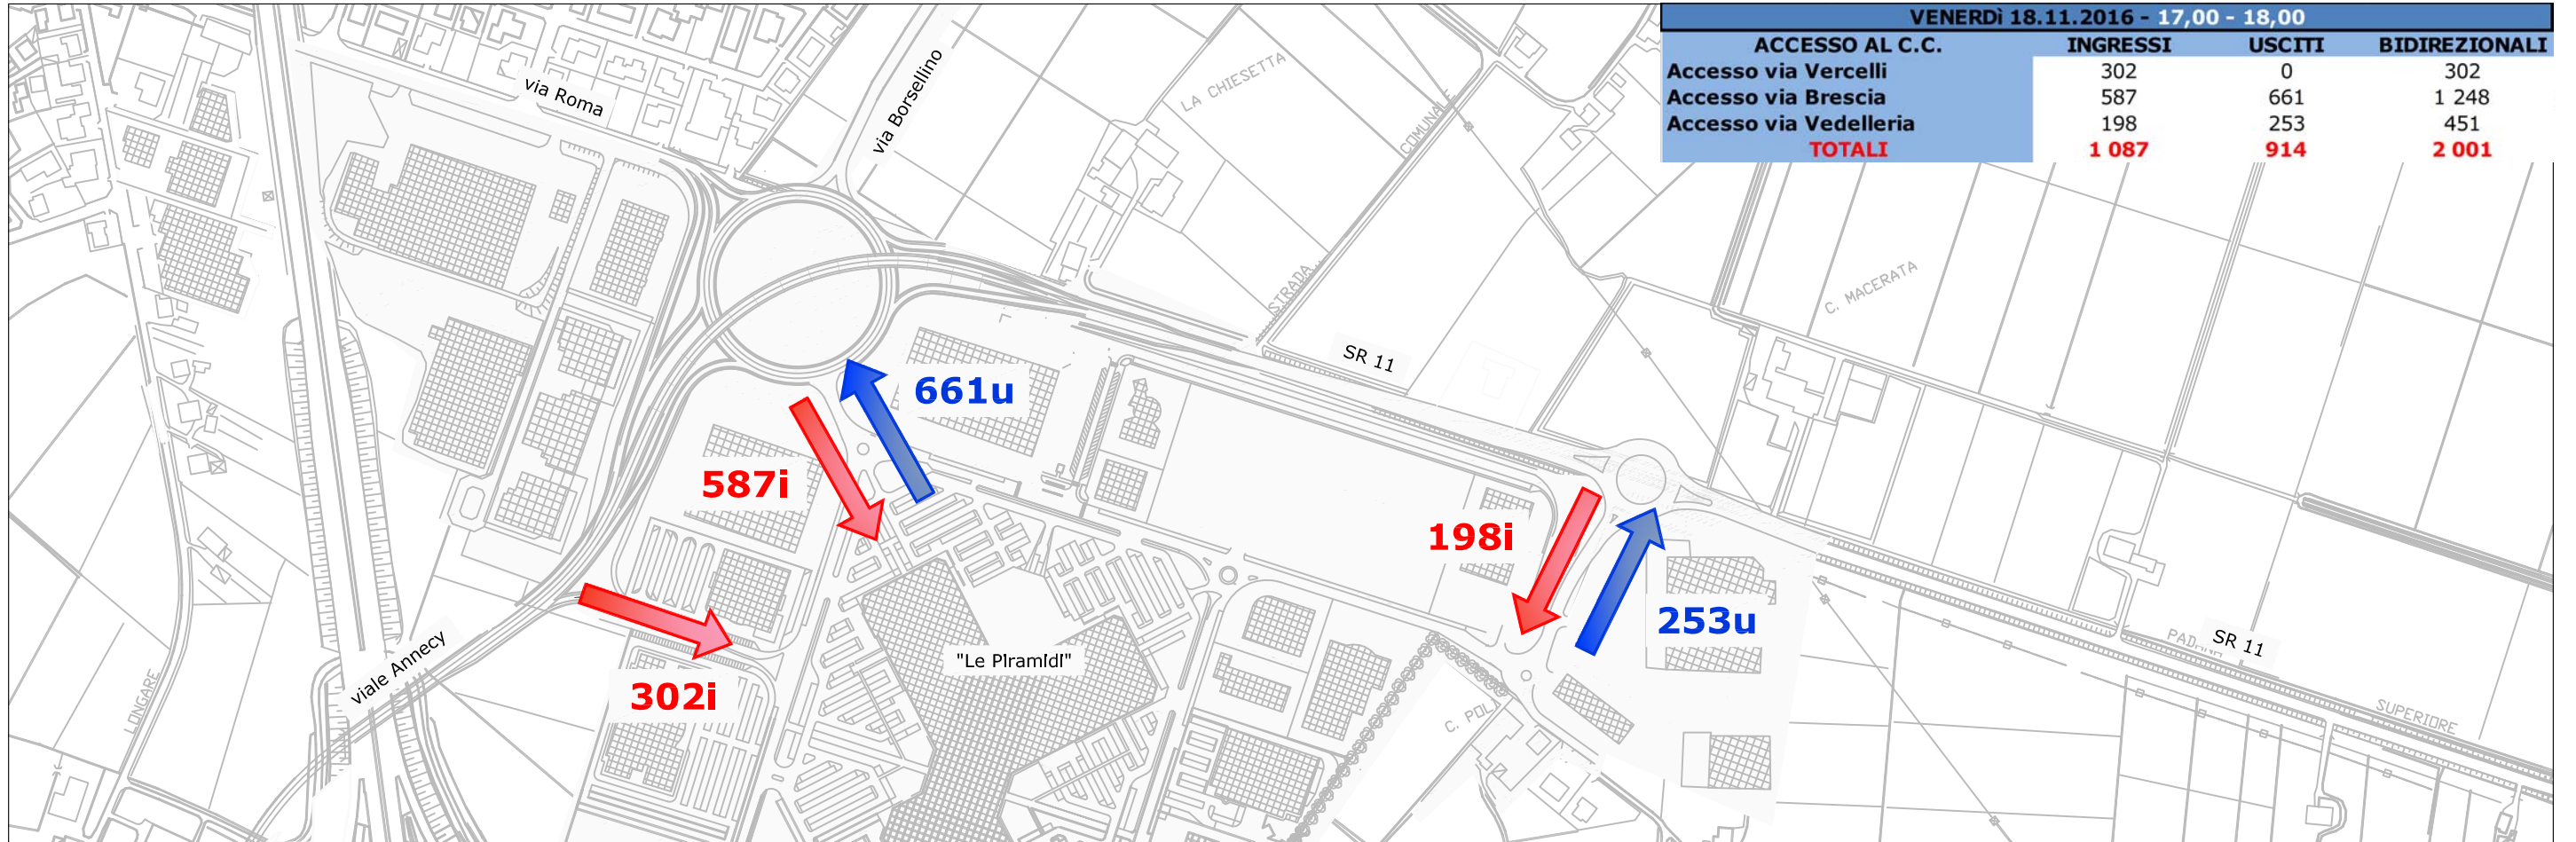 VENERDÌ 18.11.2016 - 17,00 - 18,00
ACCESSO AL C.C. INGRESSI USCITI BIDIREZIONALI
Accesso via Vercelli 302 0 302
Accesso via Brescia 587 661 1 248
Accesso via Vedelleria 198 253 451
TOTALI 1 087 914 2 001
via Roma
via Borsellino
LA CHIESETTA
STRADA
COMUNALE
C. MACERATA
SR 11
661u
587i
198i
253u
302i
"Le Piramidi"
viale Annecy
LONGARE
C. POLI
SR 11
SUPERIORE